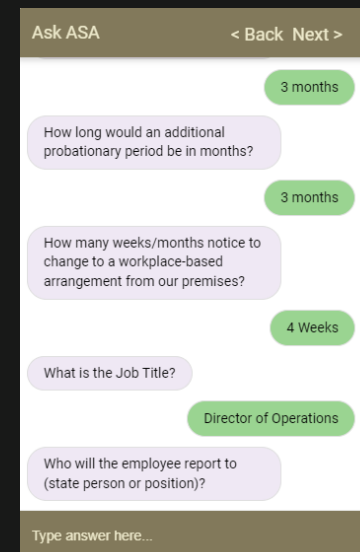 Ask ASA
< Back Next >
3 months
How long would an additional
probationary period be in months?
3 months
How many weeks/months notice to
change to a workplace-based
arrangement from our premises?
4 Weeks
What is the Job Title?
Director of Operations
Who will the employee report to
(state person or position)?
Type answer here...